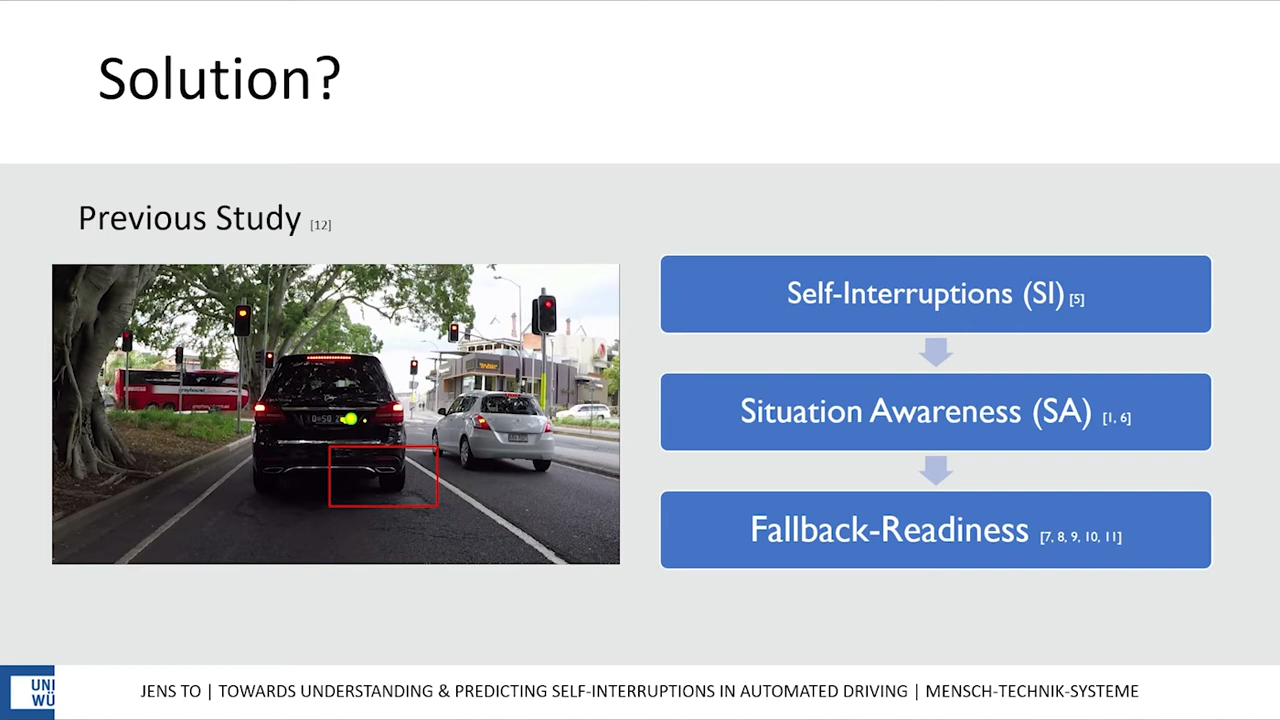 Solution?
Previous Study [12]
Self-Interruptions (SI) [5]
Situation Awareness (SA) [1, 6]
Fallback-Readiness [7, 8, 9, 10, 11]
UNI
WÜ
JENS TO | TOWARDS UNDERSTANDING & PREDICTING SELF-INTERRUPTIONS IN AUTOMATED DRIVING | MENSCH-TECHNIK-SYSTEME